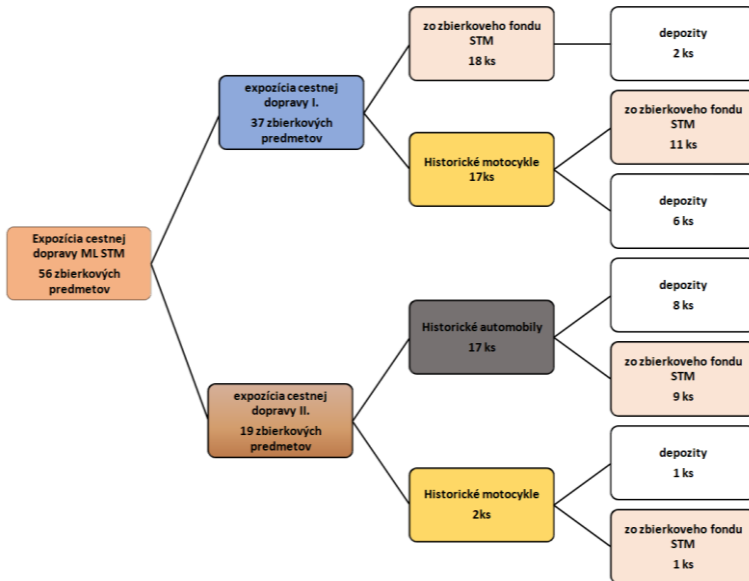 zo zbierkového fondu
STM
18 ks
depozity
2 ks
expozícia cestnej
dopravy I.
37 zbierkových
predmetov
zo zbierkoveho fondu
STM
11 ks
Historické motocykle
17ks
depozity
6 ks
Expozícia cestnej
dopravy ML STM
56 zbierkových
predmetov
depozity
8 ks
Historické automobily
17 ks
zo zbierkoveho fondu
STM
9 ks
expozícia cestnej
dopravy II.
19 zbierkových
predmetov
depozity
1 ks
Historické motocykle
2ks
zo zbierkoveho fondu
STM
1 ks